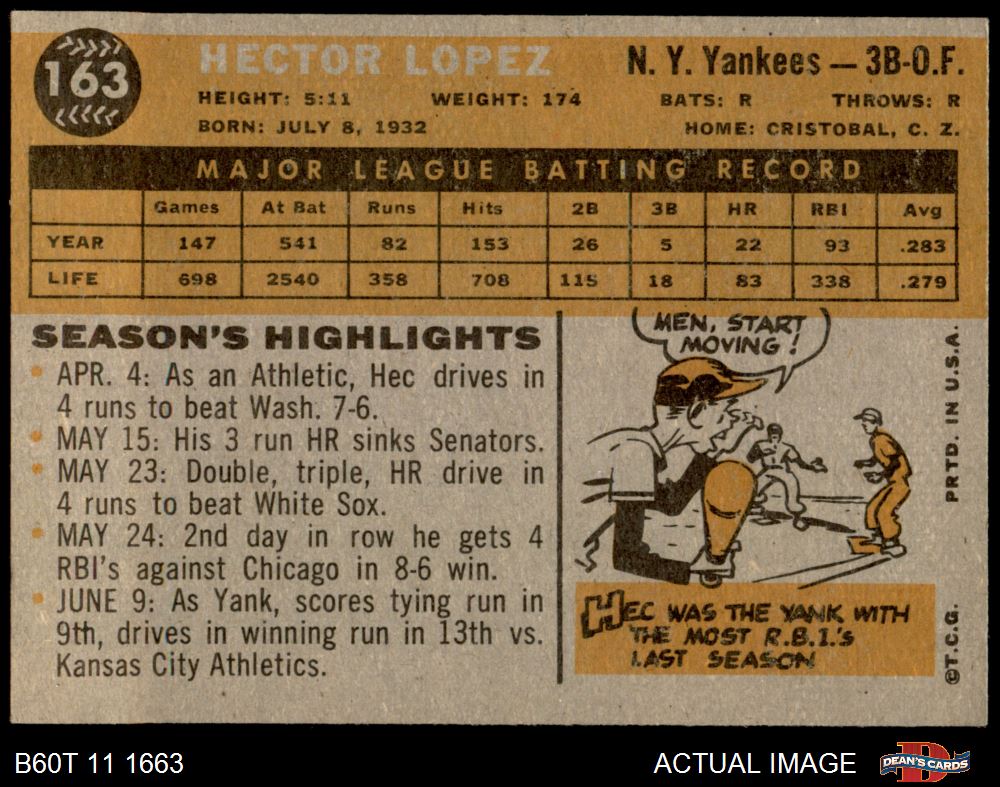 163
HECTOR LOPEZ
N. Y. Yankees — 3B-O.F.
HEIGHT: 5:11 WEIGHT: 174 BATS: R THROWS: R
BORN: JULY 8, 1932 HOME: CRISTOBAL, C. Z.
MAJOR LEAGUE BATTING RECORD
Games At Bat Runs Hits 2B 3B HR RBI Avg
YEAR 147 541 82 153 26 5 22 93 .283
LIFE 698 2540 358 708 115 18 83 338 .279
SEASON'S HIGHLIGHTS
• APR. 4: As an Athletic, Hec drives in
4 runs to beat Wash. 7-6.
• MAY 15: His 3 run HR sinks Senators.
• MAY 23: Double, triple, HR drive in
4 runs to beat White Sox.
• MAY 24: 2nd day in row he gets 4
RBI's against Chicago in 8-6 win.
• JUNE 9: As Yank, scores tying run in
9th, drives in winning run in 13th vs.
Kansas City Athletics.
MEN, START
MOVING!
HEC WAS THE YANK WITH
THE MOST R.B.I.'s
LAST SEASON
PRTD. IN U.S.A.
©T.C.G.
B60T 11 1663
ACTUAL IMAGE
DEAN'S CARDS